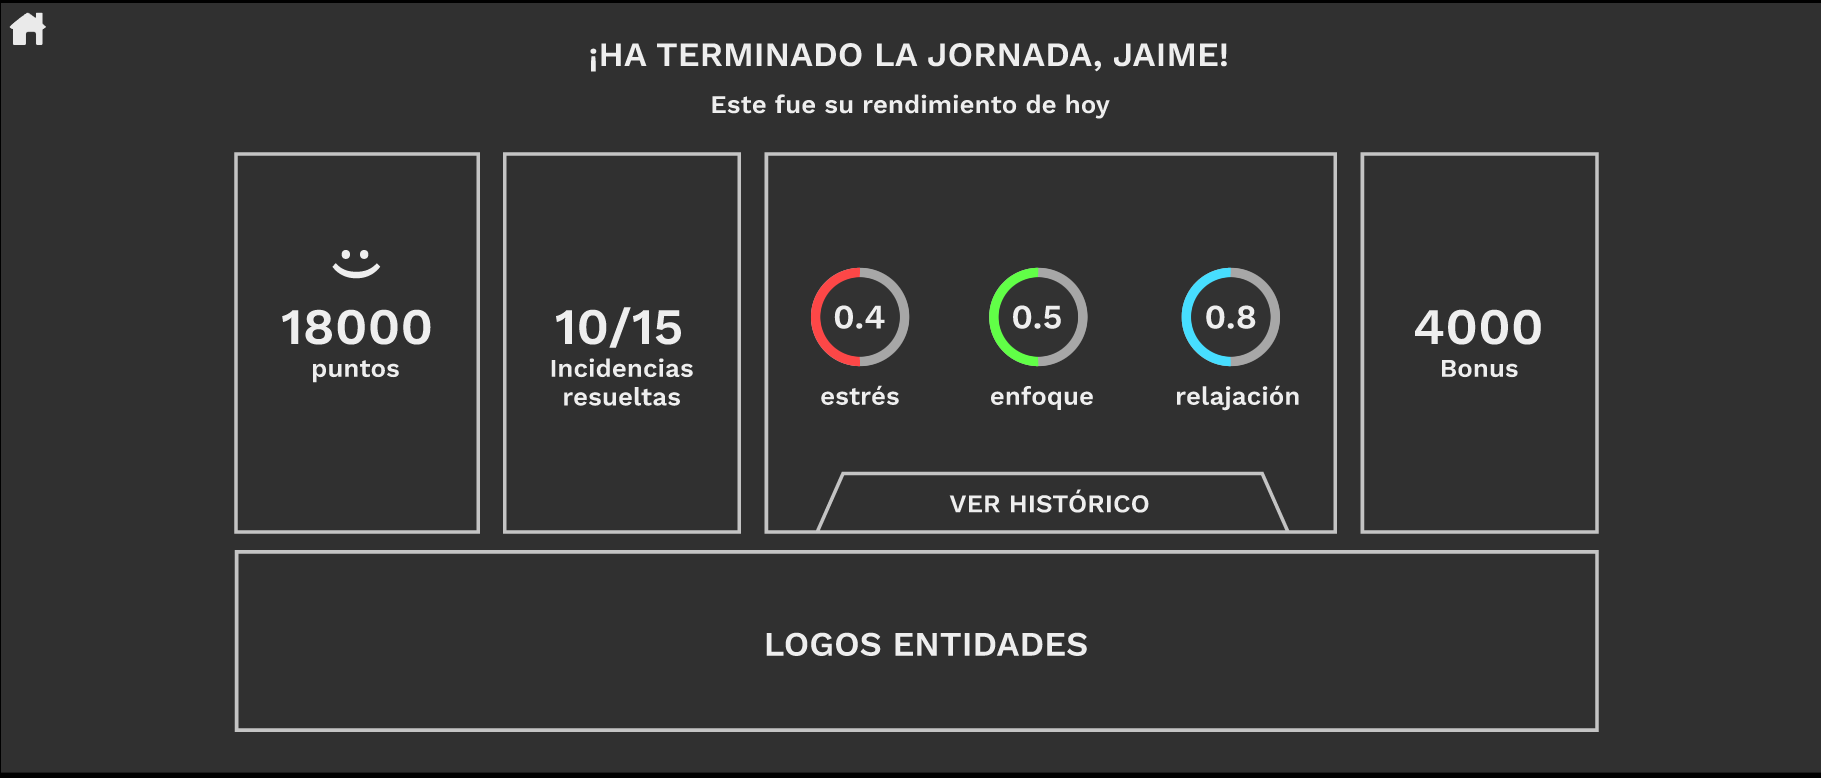 ¡HA TERMINADO LA JORNADA, JAIME!
Este fue su rendimiento de hoy
18000
puntos
10/15
Incidencias
resueltas
0.4
estrés
0.5
enfoque
0.8
relajación
VER HISTÓRICO
4000
Bonus
LOGOS ENTIDADES